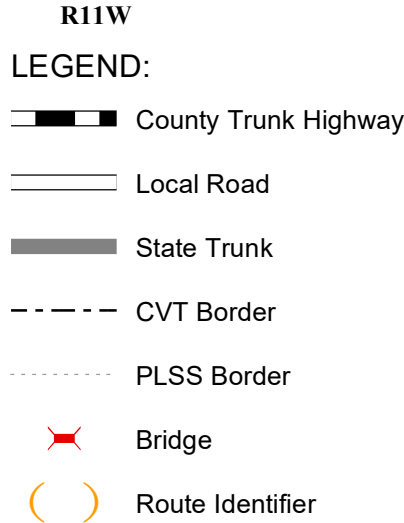 R11W
LEGEND:
County Trunk Highway
Local Road
State Trunk
CVT Border
PLSS Border
Bridge
Route Identifier